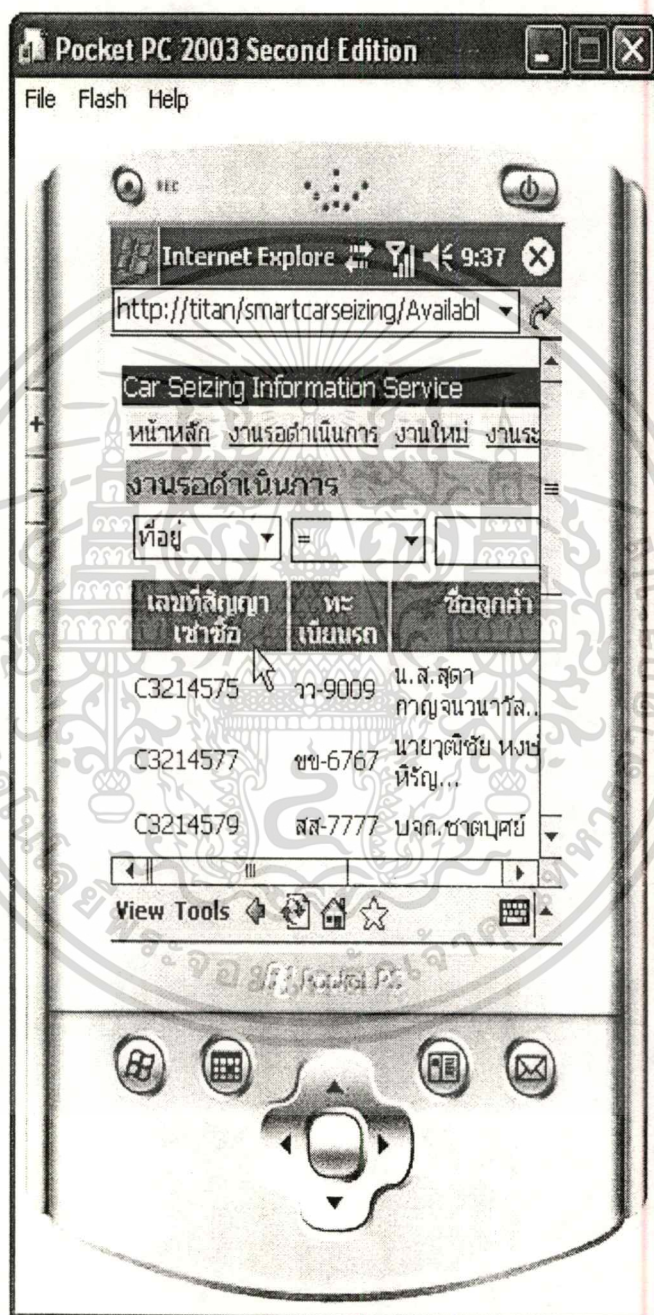 Pocket PC 2003 Second Edition
File Flash Help
REC
Internet Explore 9:37
http://titan/smartcarseizing/Availabl
Car Seizing Information Service
หน้าหลัก งานรอดำเนินการ งานใหม่ งานระ
งานรอดำเนินการ
ที่อยู่ =
เลขที่สัญญา ทะ ชื่อลูกค้า
เช่าซื้อ เบียนรถ
C3214575 วว-9009 น.ส.สุดา
กาญจนวนาวัล..
C3214577 ขข-6767 นายวุฒิชัย หงษ์
หิรัญ...
C3214579 สส-7777 บจก.ชาตบุศย์
View Tools
Pocket PC